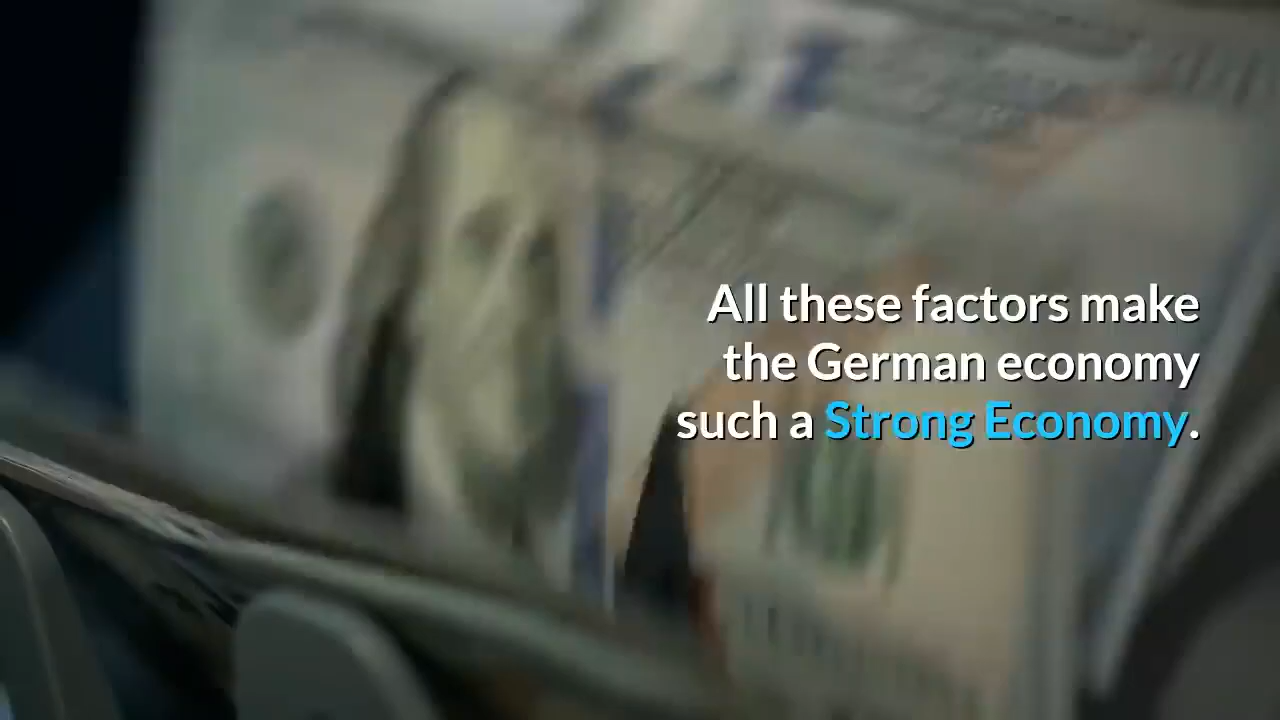 All these factors make
the German economy
such a Strong Economy.